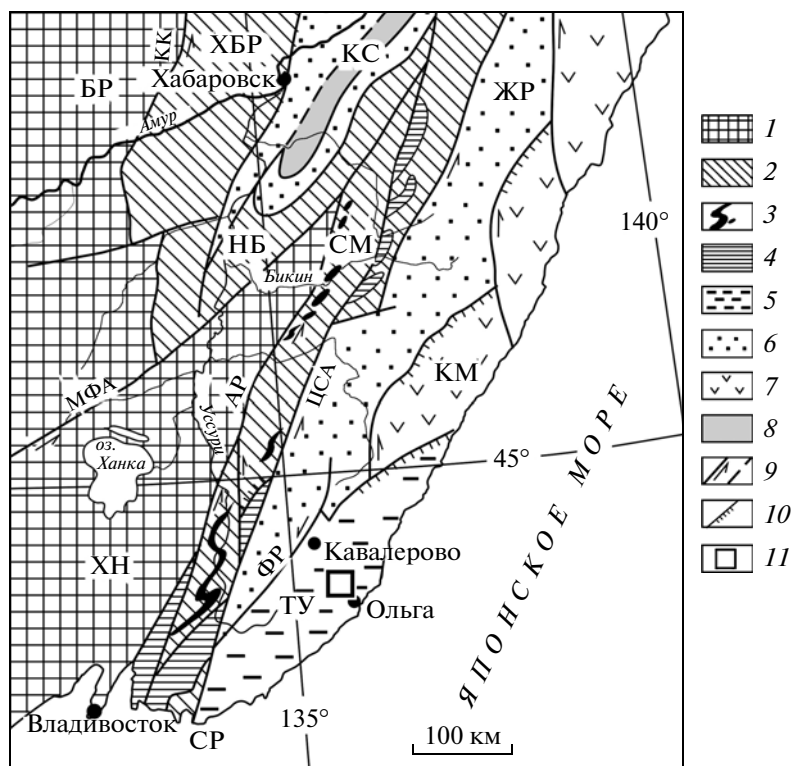 КК
ХБР
КС
Хабаровск
БР
ЖР
Амур
140°
НБ
СМ
Бикин
МФА
АР
Уссури
ЦСА
КМ
оз.
Ханка
45°
ХН
ФР
Кавалерово
ТУ
Ольга
ЯПОНСКОЕ МОРЕ
Владивосток
135°
СР
100 км
1
2
3
4
5
6
7
8
9
10
11